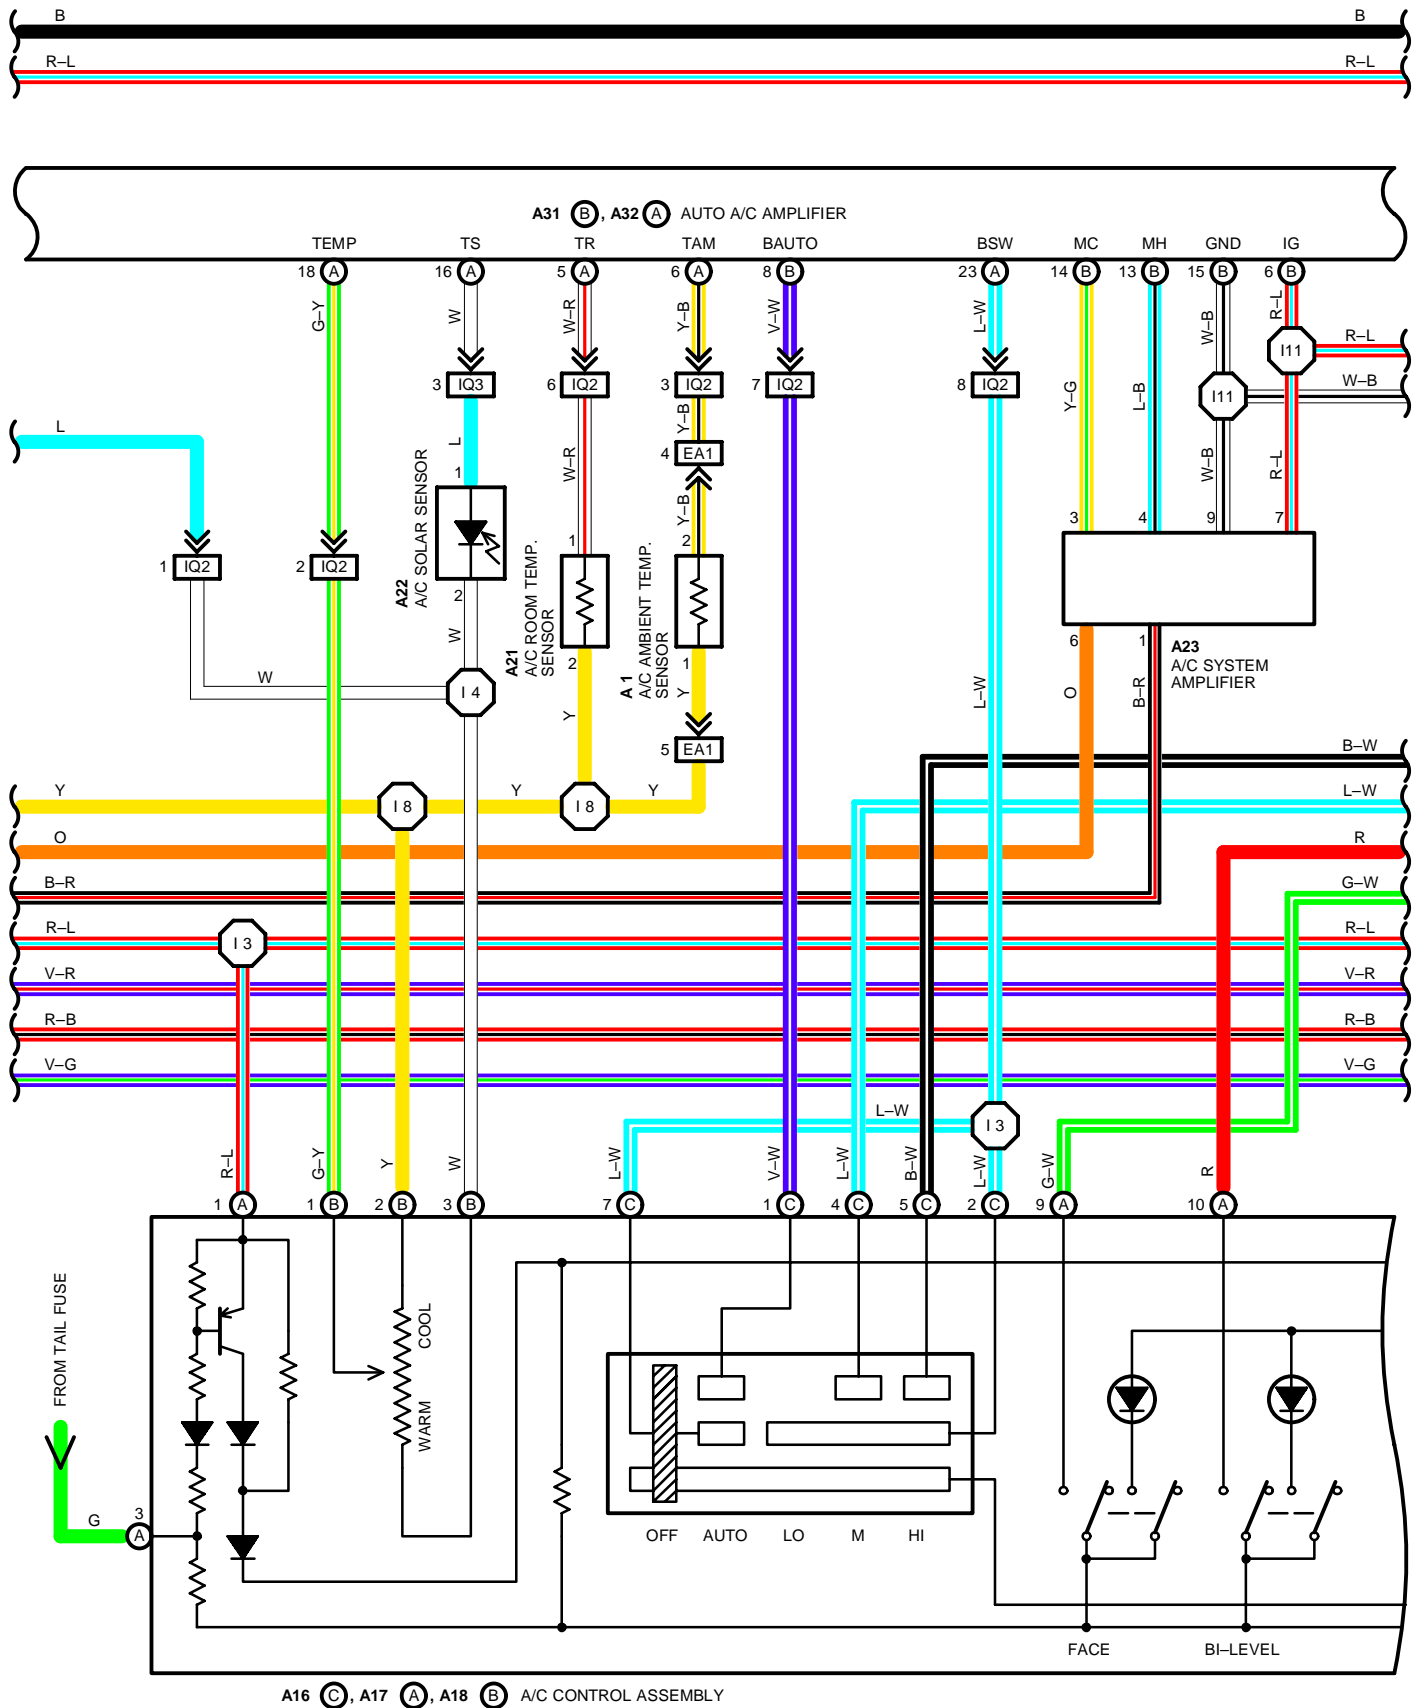 B B
R–L R–L
A31 B , A32 A AUTO A/C AMPLIFIER
TEMP TS TR TAM BAUTO BSW MC MH GND IG
18 A 16 A 5 A 6 A 8 B 23 A 14 B 13 B 15 B 6 B
G–Y W W–R Y–B V–W L–W Y–G L–B W–B R–L
I11 R–L
3 IQ3 6 IQ2 3 IQ2 7 IQ2 8 IQ2 I11 W–B
L L W–R Y–B W–B R–L
4 EA1
1 Y–B
3 4 9 7
1 2
1 IQ2 2 IQ2
A22
A/C SOLAR SENSOR
2
W
A21
A/C ROOM TEMP.
SENSOR
2
Y
A 1
A/C AMBIENT TEMP.
SENSOR
1
Y
L–W
6 1
O B–R
A23
A/C SYSTEM
AMPLIFIER
W I 4
5 EA1 B–W
Y I 8 Y I 8 Y L–W
O R
B–R G–W
R–L I 3 R–L
V–R V–R
R–B R–B
V–G V–G
L–W I 3
R–L G–Y Y W L–W V–W L–W B–W L–W G–W R
1 A 1 B 2 B 3 B 7 C 1 C 4 C 5 C 2 C 9 A 10 A
FROM TAIL FUSE
COOL
WARM
G 3 A
OFF AUTO LO M HI
FACE BI–LEVEL
A16 C , A17 A , A18 B A/C CONTROL ASSEMBLY